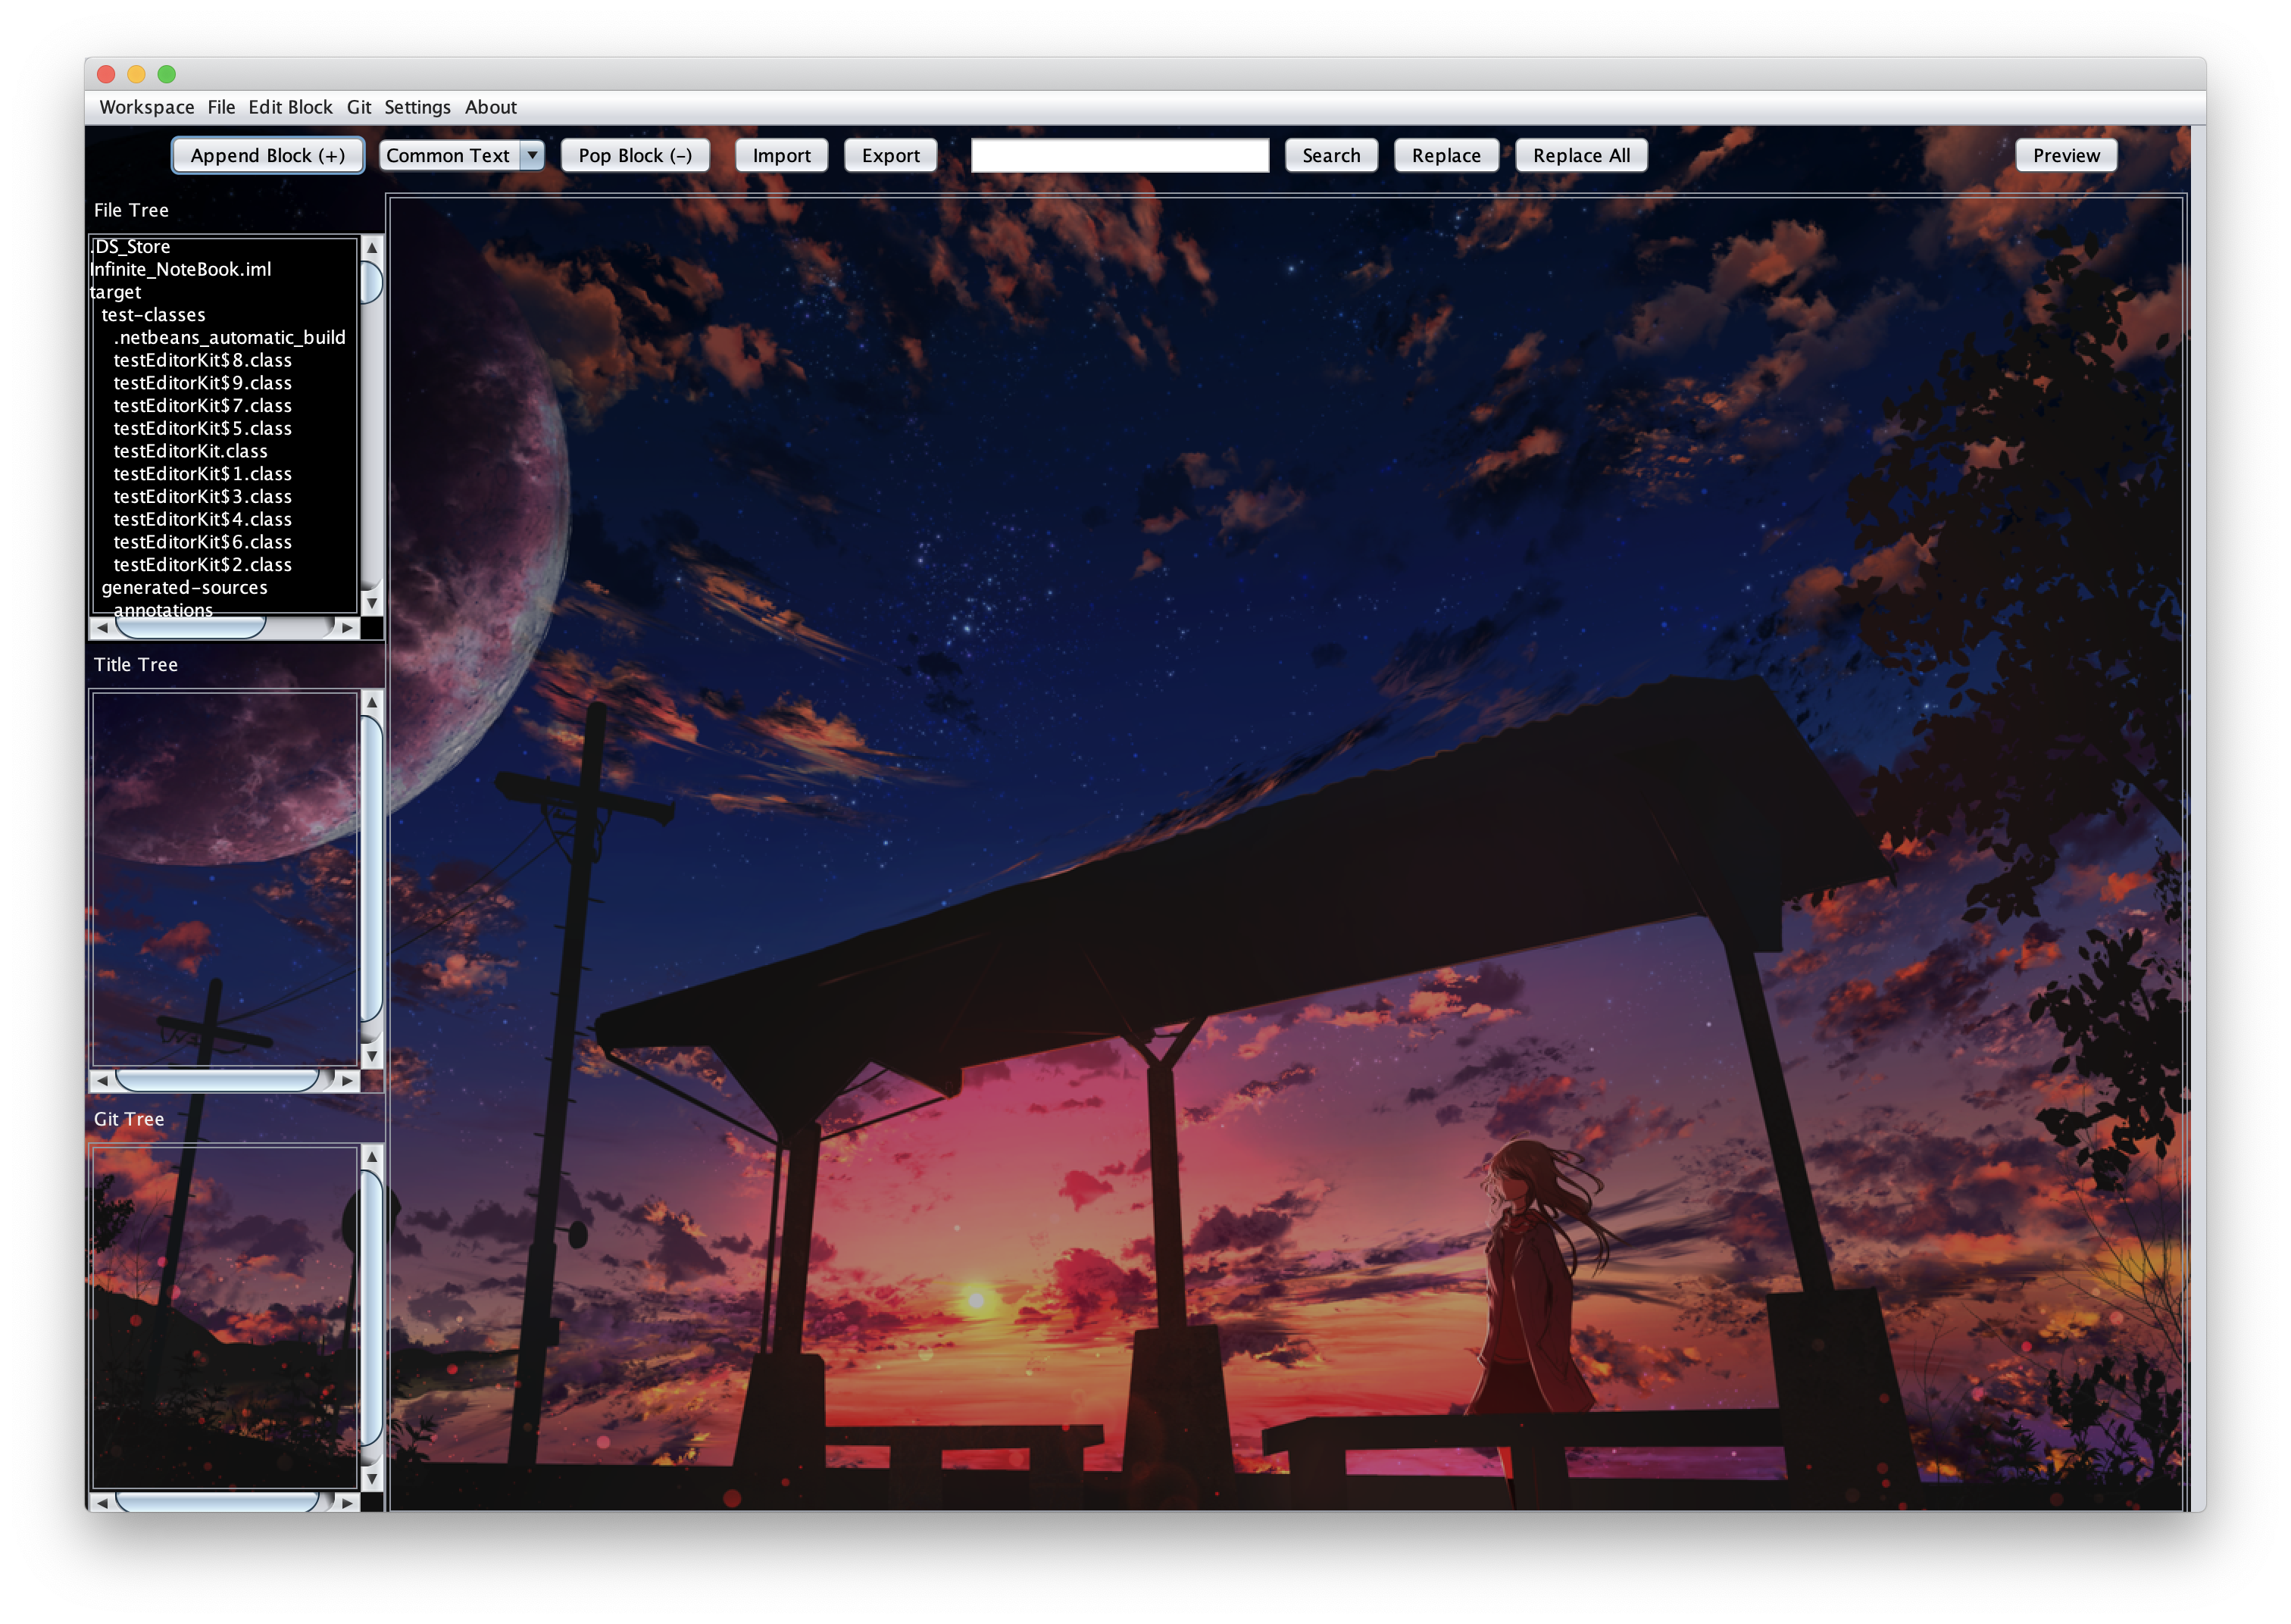 Workspace File Edit Block Git Settings About
Append Block (+) Common Text Pop Block (-) Import Export Search Replace Replace All Preview
File Tree
.DS_Store
Infinite_NoteBook.iml
target
test-classes
.netbeans_automatic_build
testEditorKit$8.class
testEditorKit$9.class
testEditorKit$7.class
testEditorKit$5.class
testEditorKit.class
testEditorKit$1.class
testEditorKit$3.class
testEditorKit$4.class
testEditorKit$6.class
testEditorKit$2.class
generated-sources
annotations
Title Tree
Git Tree